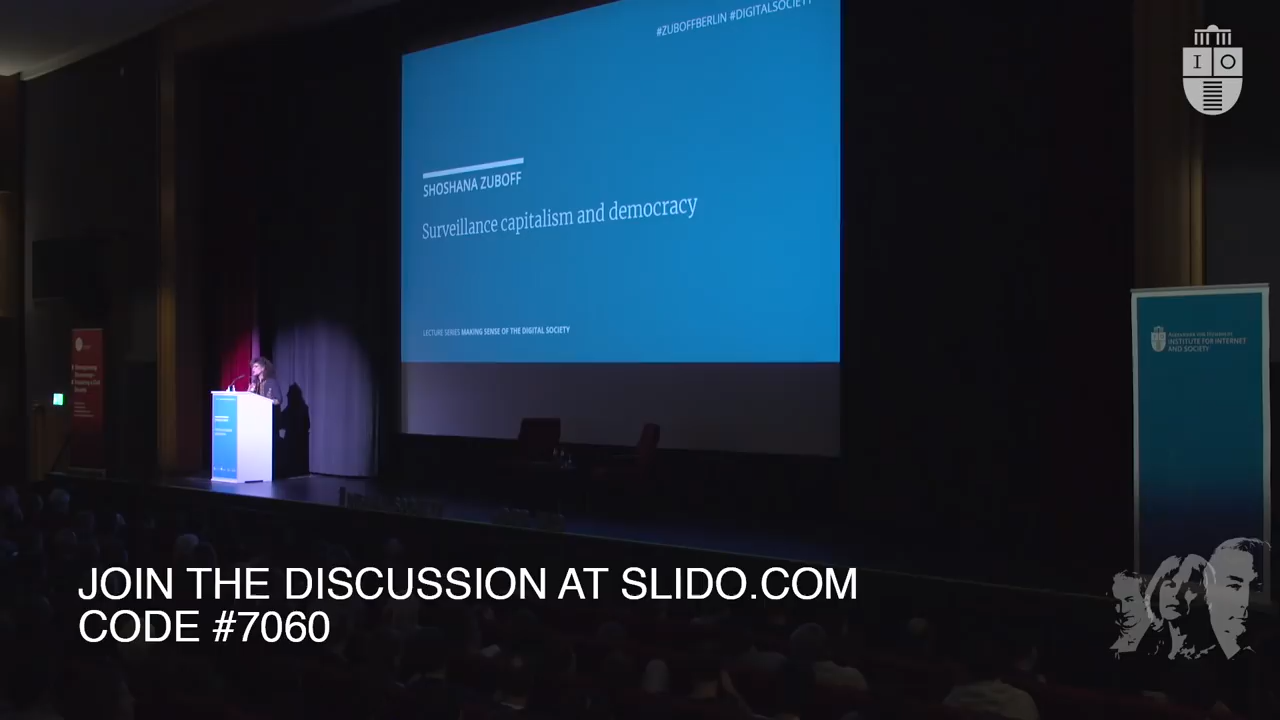 #ZUBOFFBERLIN #DIGITALSOCIETY
I O
SHOSHANA ZUBOFF
Surveillance capitalism and democracy
LECTURE SERIES MAKING SENSE OF THE DIGITAL SOCIETY
INSTITUTE FOR INTERNET
AND SOCIETY
JOIN THE DISCUSSION AT SLIDO.COM
CODE #7060